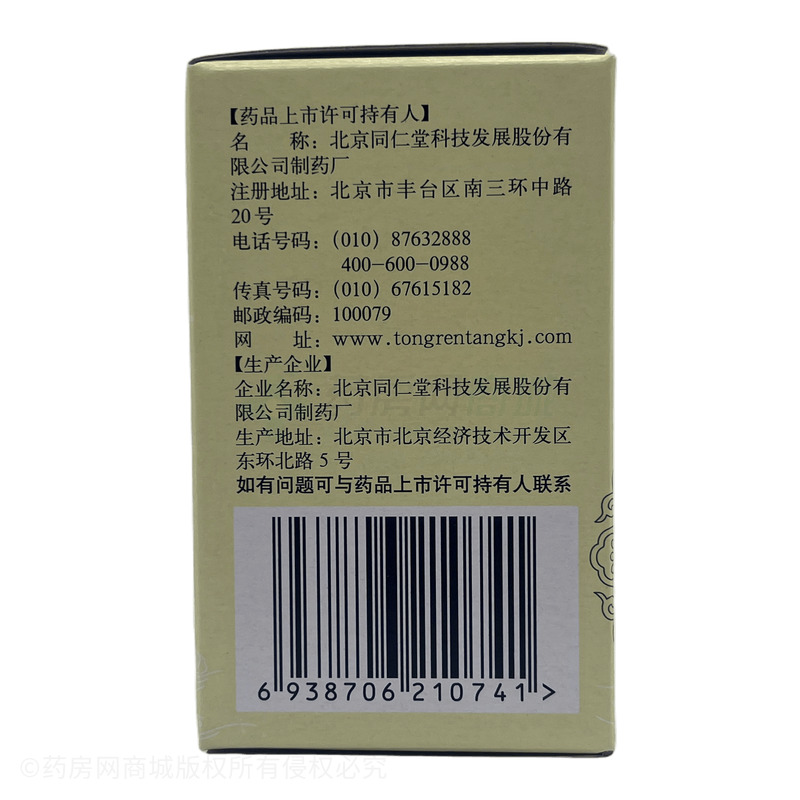 【药品上市许可持有人】
名　　称：北京同仁堂科技发展股份有
限公司制药厂
注册地址：北京市丰台区南三环中路
20号
电话号码：（010）87632888
400-600-0988
传真号码：（010）67615182
邮政编码：100079
网　　址：www.tongrentangkj.com
【生产企业】
企业名称：北京同仁堂科技发展股份有
限公司制药厂
生产地址：北京市北京经济技术开发区
东环北路 5 号
如有问题可与药品上市许可持有人联系
6 938706 210741 >
©药房网商城版权所有侵权必究